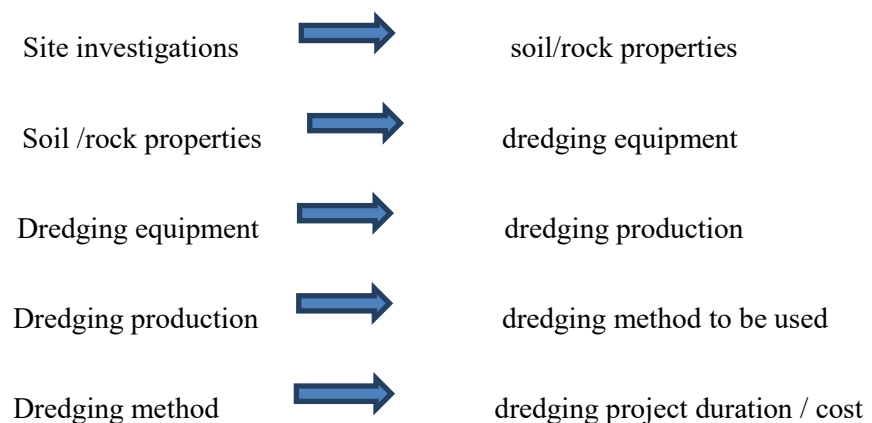 Site investigations soil/rock properties
Soil /rock properties dredging equipment
Dredging equipment dredging production
Dredging production dredging method to be used
Dredging method dredging project duration / cost